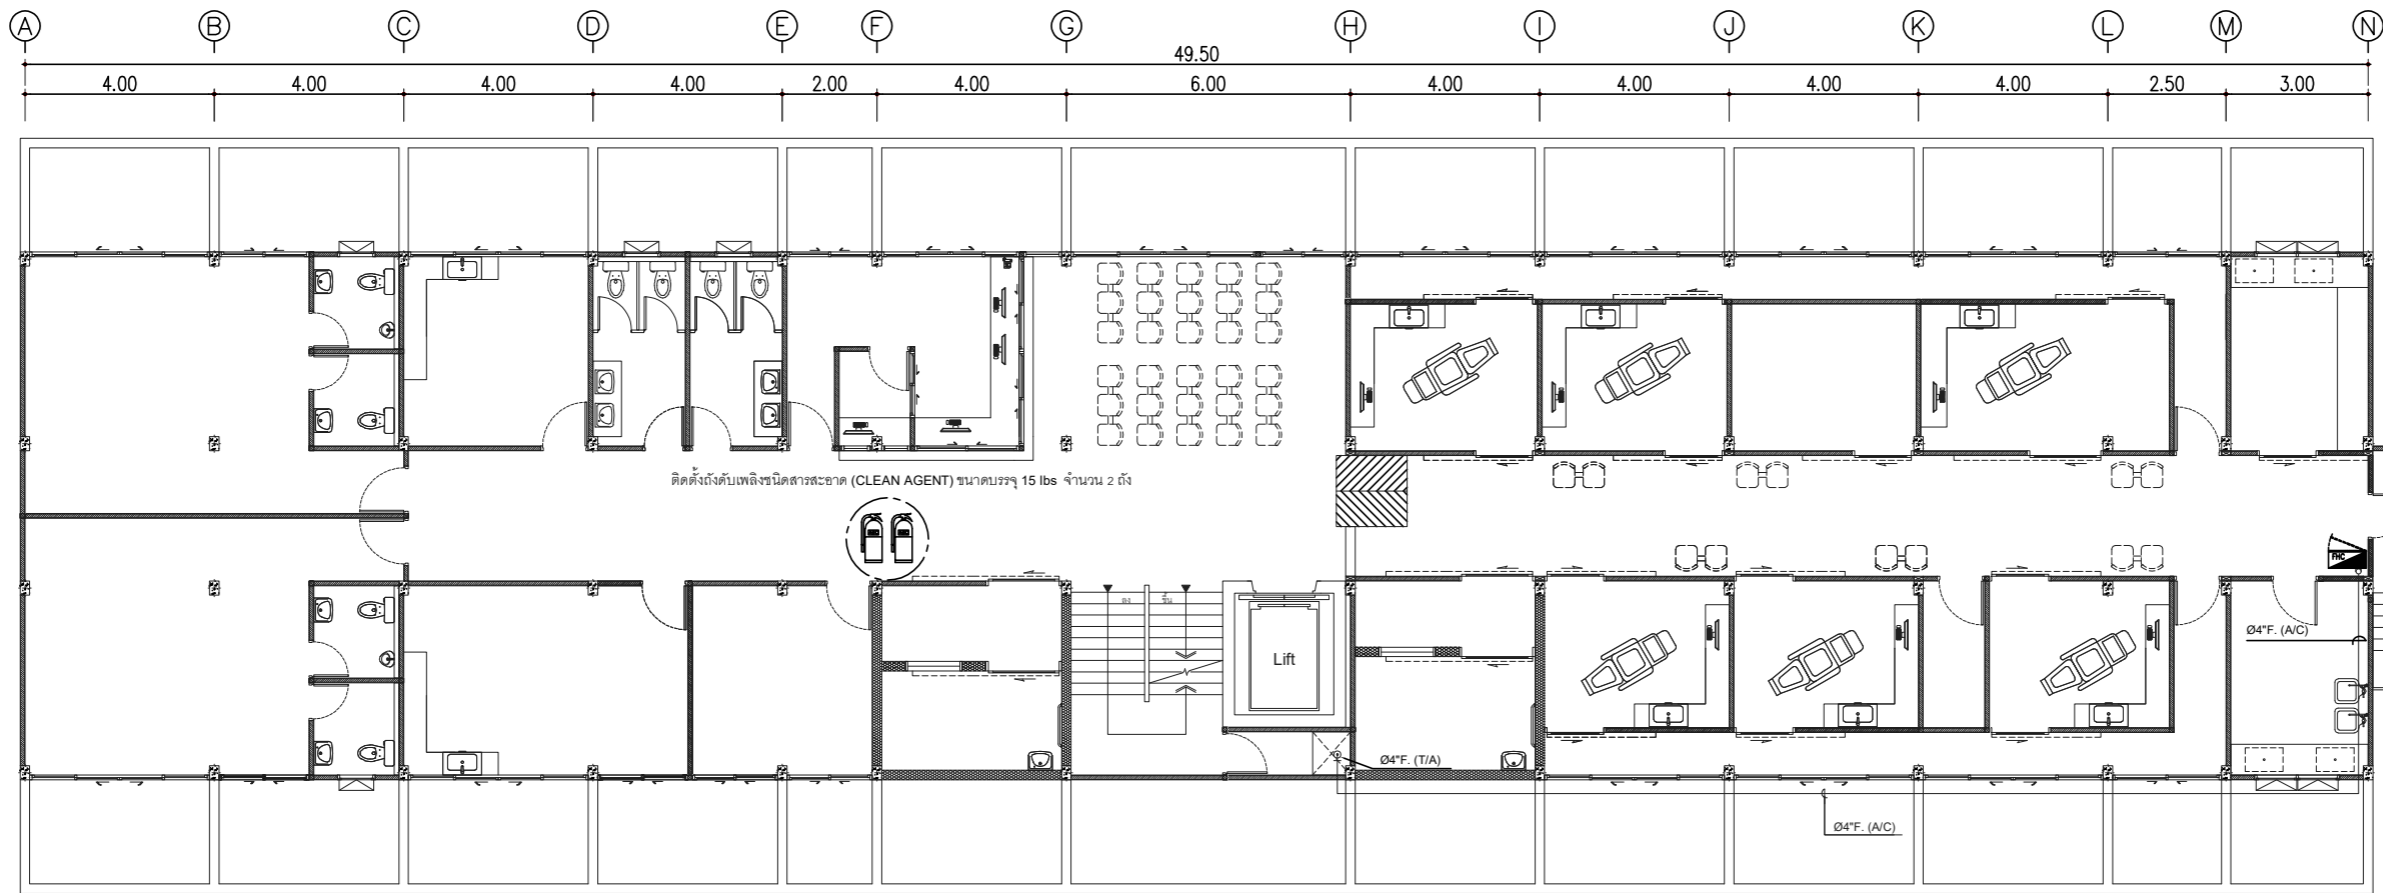 A B C D E F G H I J K L M N
49.50
4.00 4.00 4.00 4.00 2.00 4.00 6.00 4.00 4.00 4.00 4.00 2.50 3.00
ติดตั้งถังดับเพลิงชนิดสารสะอาด (CLEAN AGENT) ขนาดบรรจุ 15 lbs จำนวน 2 ถัง
FHC
ลง ขึ้น
Ø4"F. (A/C)
Lift
Ø4"F. (T/A)
Ø4"F. (A/C)